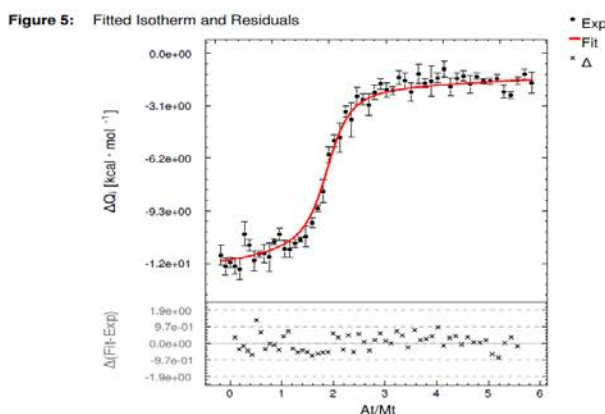 Figure 5: Fitted Isotherm and Residuals
Exp
Fit
Δ
0.0e+00
-3.1e+00
-6.2e+00
-9.3e+00
-1.2e+01
ΔQᵢ [kcal · mol ⁻¹]
1.9e+00
9.7e-01
0.0e+00
-9.7e-01
-1.9e+00
Δ(Fit-Exp)
0 1 2 3 4 5 6
At/Mt